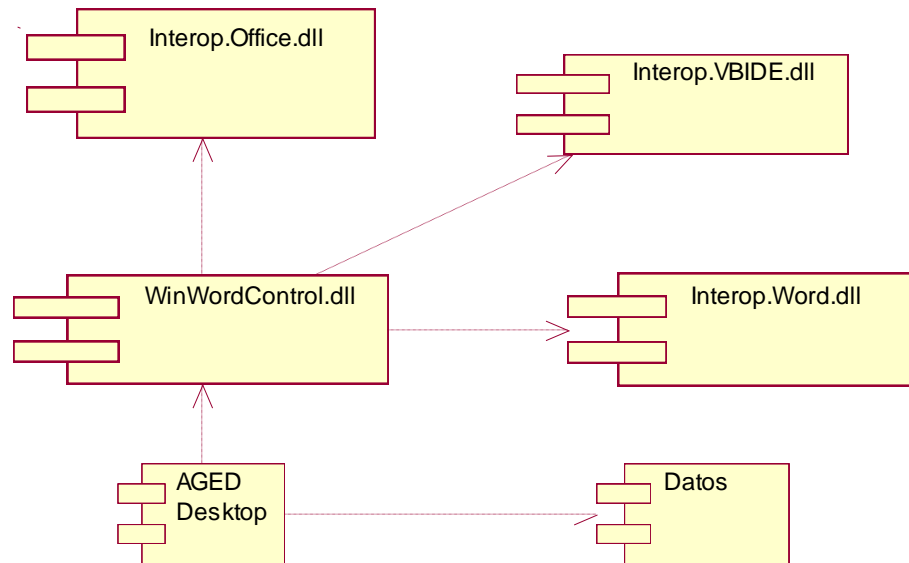 Interop.Office.dll
Interop.VBIDE.dll
WinWordControl.dll
Interop.Word.dll
AGED
Desktop
Datos